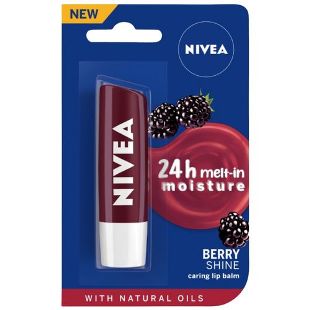 NEW
NIVEA
NIVEA
24h melt-in
moisture
BERRY
SHINE
caring lip balm
WITH NATURAL OILS